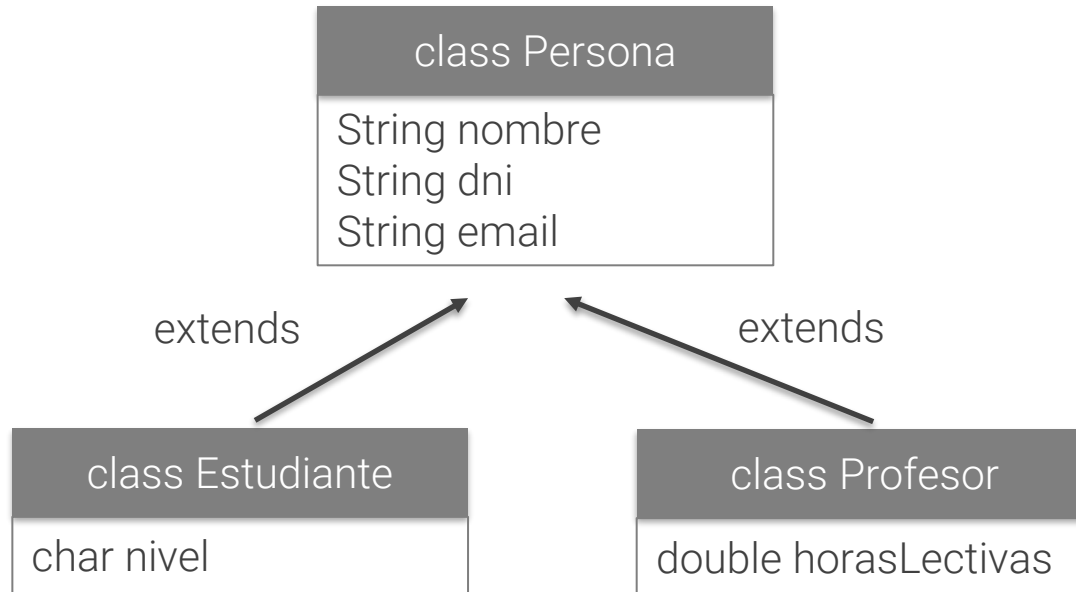 class Persona
String nombre
String dni
String email
extends
extends
class Estudiante
class Profesor
char nivel
double horasLectivas